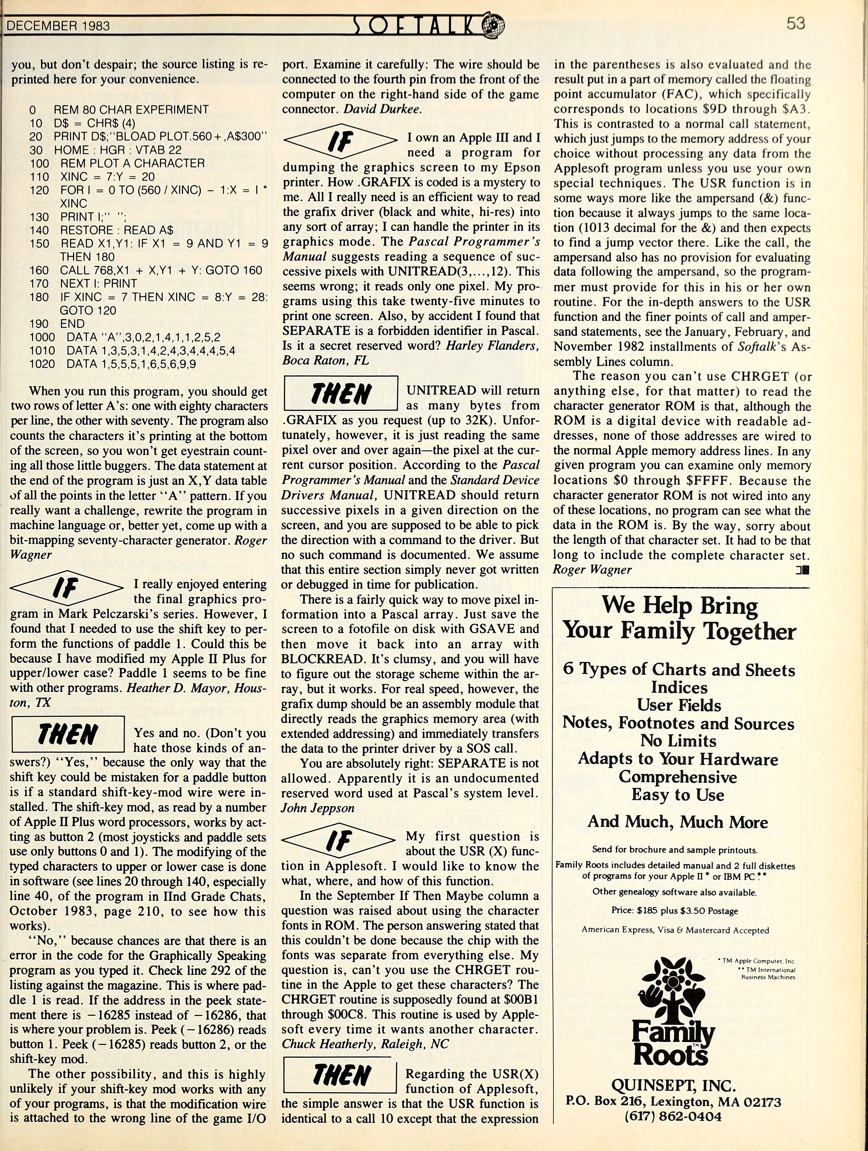 DECEMBER 1983
SOFTALK
53
you, but don't despair; the source listing is re-
printed here for your convenience.
0 REM 80 CHAR EXPERIMENT
10 D$ = CHR$ (4)
20 PRINT D$;"BLOAD PLOT.560+,A$300"
30 HOME : HGR : VTAB 22
100 REM PLOT A CHARACTER
110 XINC = 7:Y = 20
120 FOR I = 0 TO (560 / XINC) − 1:X = I *
XINC
130 PRINT I;" ";
140 RESTORE : READ A$
150 READ X1,Y1: IF X1 = 9 AND Y1 = 9
THEN 180
160 CALL 768,X1 + X,Y1 + Y: GOTO 160
170 NEXT I: PRINT
180 IF XINC = 7 THEN XINC = 8:Y = 28:
GOTO 120
190 END
1000 DATA "A",3,0,2,1,4,1,1,2,5,2
1010 DATA 1,3,5,3,1,4,2,4,3,4,4,4,5,4
1020 DATA 1,5,5,5,1,6,5,6,9,9
When you run this program, you should get
two rows of letter A's: one with eighty characters
per line, the other with seventy. The program also
counts the characters it's printing at the bottom
of the screen, so you won't get eyestrain count-
ing all those little buggers. The data statement at
the end of the program is just an X,Y data table
of all the points in the letter "A" pattern. If you
really want a challenge, rewrite the program in
machine language or, better yet, come up with a
bit-mapping seventy-character generator. Roger
Wagner
IF
I really enjoyed entering
the final graphics pro-
gram in Mark Pelczarski's series. However, I
found that I needed to use the shift key to per-
form the functions of paddle 1. Could this be
because I have modified my Apple II Plus for
upper/lower case? Paddle 1 seems to be fine
with other programs. Heather D. Mayor, Hous-
ton, TX
THEN
Yes and no. (Don't you
hate those kinds of an-
swers?) "Yes," because the only way that the
shift key could be mistaken for a paddle button
is if a standard shift-key-mod wire were in-
stalled. The shift-key mod, as read by a number
of Apple II Plus word processors, works by act-
ting as button 2 (most joysticks and paddle sets
use only buttons 0 and 1). The modifying of the
typed characters to upper or lower case is done
in software (see lines 20 through 140, especially
line 40, of the program in IInd Grade Chats,
October 1983, page 210, to see how this
works).
"No," because chances are that there is an
error in the code for the Graphically Speaking
program as you typed it. Check line 292 of the
listing against the magazine. This is where pad-
dle 1 is read. If the address in the peek state-
ment there is −16285 instead of −16286, that
is where your problem is. Peek (−16286) reads
button 1. Peek (−16285) reads button 2, or the
shift-key mod.
The other possibility, and this is highly
unlikely if your shift-key mod works with any
of your programs, is that the modification wire
is attached to the wrong line of the game I/O
port. Examine it carefully: The wire should be
connected to the fourth pin from the front of the
computer on the right-hand side of the game
connector. David Durkee.
IF
I own an Apple III and I
need a program for
dumping the graphics screen to my Epson
printer. How .GRAFIX is coded is a mystery to
me. All I really need is an efficient way to read
the grafix driver (black and white, hi-res) into
any sort of array; I can handle the printer in its
graphics mode. The Pascal Programmer's
Manual suggests reading a sequence of suc-
cessive pixels with UNITREAD(3,...,12). This
seems wrong; it reads only one pixel. My pro-
grams using this take twenty-five minutes to
print one screen. Also, by accident I found that
SEPARATE is a forbidden identifier in Pascal.
Is it a secret reserved word? Harley Flanders,
Boca Raton, FL
THEN
UNITREAD will return
as many bytes from
.GRAFIX as you request (up to 32K). Unfor-
tunately, however, it is just reading the same
pixel over and over again—the pixel at the cur-
rent cursor position. According to the Pascal
Programmer's Manual and the Standard Device
Drivers Manual, UNITREAD should return
successive pixels in a given direction on the
screen, and you are supposed to be able to pick
the direction with a command to the driver. But
no such command is documented. We assume
that this entire section simply never got written
or debugged in time for publication.
There is a fairly quick way to move pixel in-
formation into a Pascal array. Just save the
screen to a fotofile on disk with GSAVE and
then move it back into an array with
BLOCKREAD. It's clumsy, and you will have
to figure out the storage scheme within the ar-
ray, but it works. For real speed, however, the
grafix dump should be an assembly module that
directly reads the graphics memory area (with
extended addressing) and immediately transfers
the data to the printer driver by a SOS call.
You are absolutely right: SEPARATE is not
allowed. Apparently it is an undocumented
reserved word used at Pascal's system level.
John Jeppson
IF
My first question is
about the USR (X) func-
tion in Applesoft. I would like to know the
what, where, and how of this function.
In the September If Then Maybe column a
question was raised about using the character
fonts in ROM. The person answering stated that
this couldn't be done because the chip with the
fonts was separate from everything else. My
question is, can't you use the CHRGET rou-
tine in the Apple to get these characters? The
CHRGET routine is supposedly found at $00B1
through $00C8. This routine is used by Apple-
soft every time it wants another character.
Chuck Heatherly, Raleigh, NC
THEN
Regarding the USR(X)
function of Applesoft,
the simple answer is that the USR function is
identical to a call 10 except that the expression
in the parentheses is also evaluated and the
result put in a part of memory called the floating
point accumulator (FAC), which specifically
corresponds to locations $9D through $A3.
This is contrasted to a normal call statement,
which just jumps to the memory address of your
choice without processing any data from the
Applesoft program unless you use your own
special techniques. The USR function is in
some ways more like the ampersand (&) func-
tion because it always jumps to the same loca-
tion (1013 decimal for the &) and then expects
to find a jump vector there. Like the call, the
ampersand also has no provision for evaluating
data following the ampersand, so the program-
mer must provide for this in his or her own
routine. For the in-depth answers to the USR
function and the finer points of call and amper-
sand statements, see the January, February, and
November 1982 installments of Softalk's As-
sembly Lines column.
The reason you can't use CHRGET (or
anything else, for that matter) to read the
character generator ROM is that, although the
ROM is a digital device with readable ad-
dresses, none of those addresses are wired to
the normal Apple memory address lines. In any
given program you can examine only memory
locations $0 through $FFFF. Because the
character generator ROM is not wired into any
of these locations, no program can see what the
data in the ROM is. By the way, sorry about
the length of that character set. It had to be that
long to include the complete character set.
Roger Wagner
We Help Bring
Your Family Together
6 Types of Charts and Sheets
Indices
User Fields
Notes, Footnotes and Sources
No Limits
Adapts to Your Hardware
Comprehensive
Easy to Use
And Much, Much More
Send for brochure and sample printouts.
Family Roots includes detailed manual and 2 full diskettes
of programs for your Apple II * or IBM PC **
Other genealogy software also available.
Price: $185 plus $3.50 Postage
American Express, Visa & Mastercard Accepted
* TM Apple Computer, Inc.
** TM International
Business Machines
Family
Roots
TM
QUINSEPT, INC.
P.O. Box 216, Lexington, MA 02173
(617) 862-0404